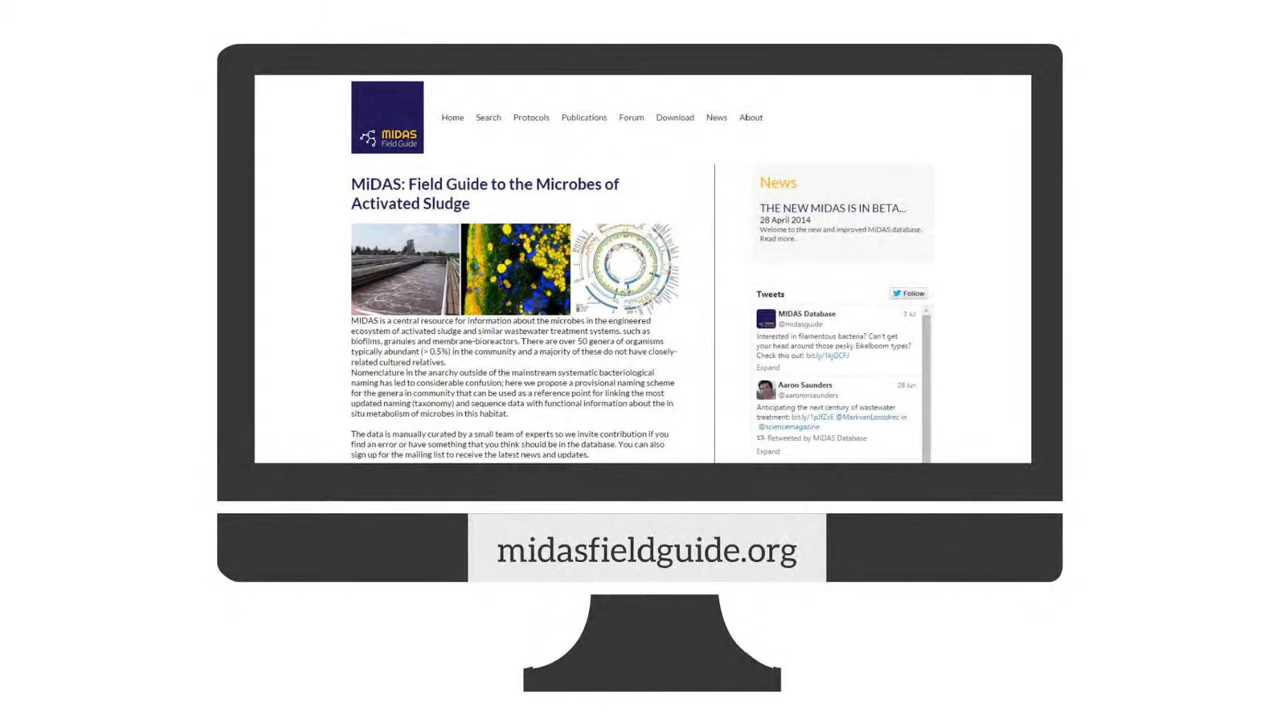 MIDAS
Field Guide
Home Search Protocols Publications Forum Download News About
MiDAS: Field Guide to the Microbes of
Activated Sludge
MIDAS is a central resource for information about the microbes in the engineered
ecosystem of activated sludge and similar wastewater treatment systems, such as
biofilms, granules and membrane-bioreactors. There are over 50 genera of organisms
typically abundant (> 0,5%) in the community and a majority of these do not have closely-
related cultured relatives.
Nomenclature in the anarchy outside of the mainstream systematic bacteriological
naming has led to considerable confusion; here we propose a provisional naming scheme
for the genera in community that can be used as a reference point for linking the most
updated naming (taxonomy) and sequence data with functional information about the in
situ metabolism of microbes in this habitat.
The data is manually curated by a small team of experts so we invite contribution if you
find an error or have something that you think should be in the database. You can also
sign up for the mailing list to receive the latest news and updates.
News
THE NEW MIDAS IS IN BETA...
28 April 2014
Welome to the new and improved MiDAS database.
Read more.
Tweets
Follow
MIDAS Database 7 Jul
@midasguide
Interested in filamentous bacteria? Can't get
your head around those pesky Eikelboom types?
Check this out! bit.ly/1kjGCFJ
Expand
Aaron Saunders 28 Jun
@aaronmsaunders
Anticipating the next century of wastewater
treatment: @MarkvanLoosdrec in
@sciencemagazine
Retweeted by MIDAS Database
Expand
midasfieldguide.org